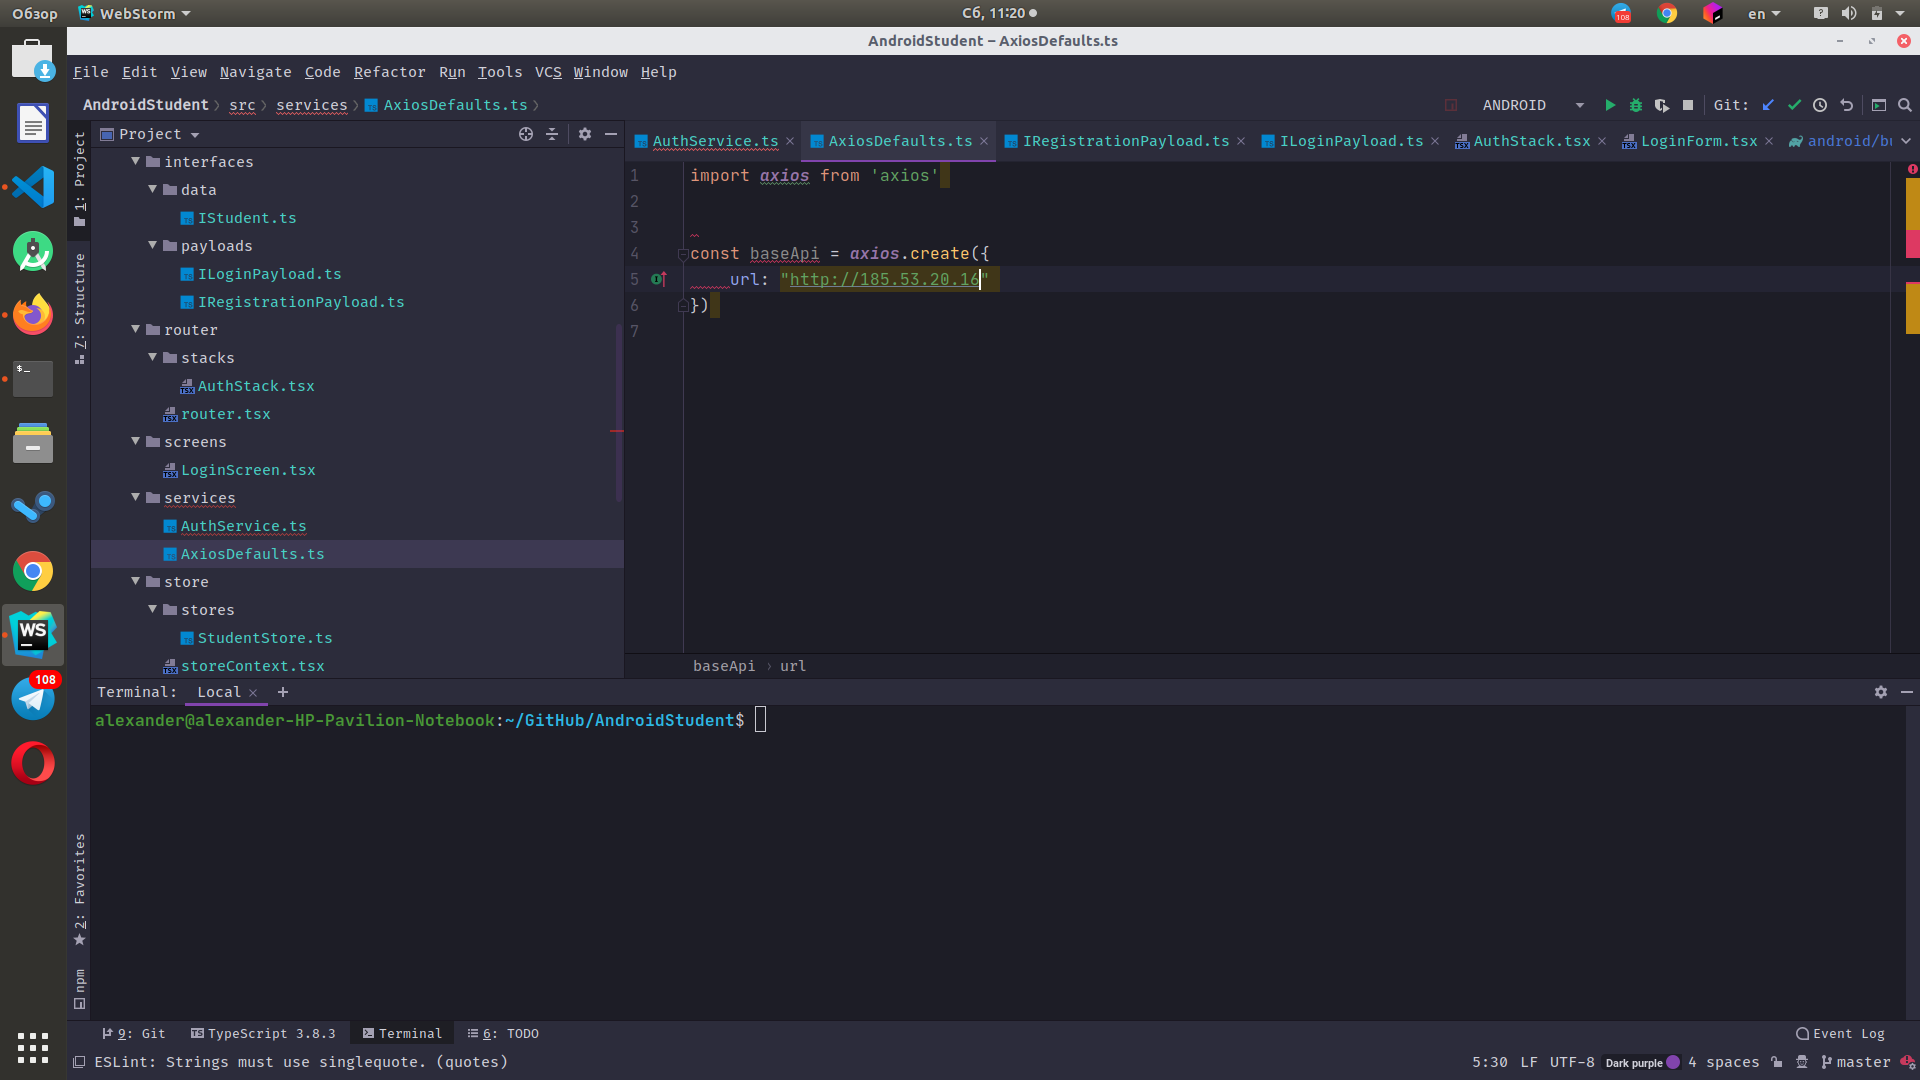 Обзор
WebStorm
Сб, 11:20
108
en
AndroidStudent – AxiosDefaults.ts
File Edit View Navigate Code Refactor Run Tools VCS Window Help
AndroidStudent src services AxiosDefaults.ts
ANDROID
Git:
1: Project
7: Structure
2: Favorites
npm
Project
interfaces
data
IStudent.ts
payloads
ILoginPayload.ts
IRegistrationPayload.ts
router
stacks
AuthStack.tsx
router.tsx
screens
LoginScreen.tsx
services
AuthService.ts
AxiosDefaults.ts
store
stores
StudentStore.ts
storeContext.tsx
AuthService.ts AxiosDefaults.ts IRegistrationPayload.ts ILoginPayload.ts AuthStack.tsx LoginForm.tsx
1 import axios from 'axios'
2
3
4 const baseApi = axios.create({
5 url: "http://185.53.20.16"
6 })
7
baseApi › url
Terminal: Local +
alexander@alexander-HP-Pavilion-Notebook:~/GitHub/AndroidStudent$
$_
WS
108
9: Git TypeScript 3.8.3 Terminal 6: TODO
Event Log
ESLint: Strings must use singlequote. (quotes)
5:30 LF UTF-8 Dark purple 4 spaces master